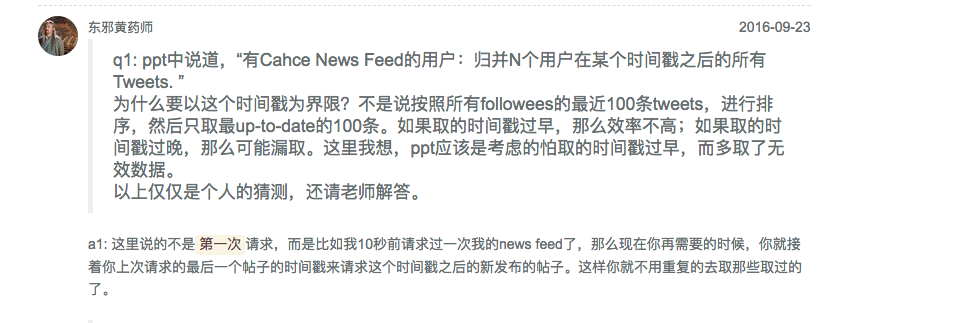 东邪黄药师
2016-09-23
q1: ppt中说道，“有Cahce News Feed的用户：归并N个用户在某个时间戳之后的所有
Tweets. ”
为什么要以这个时间戳为界限？不是说按照所有followees的最近100条tweets，进行排
序，然后只取最up-to-date的100条。如果取的时间戳过早，那么效率不高；如果取的时
间戳过晚，那么可能漏取。这里我想，ppt应该是考虑的怕取的时间戳过早，而多取了无
效数据。
以上仅仅是个人的猜测，还请老师解答。
a1: 这里说的不是 第一次 请求，而是比如我10秒前请求过一次我的news feed了，那么现在你再需要的时候，你就接
着你上次请求的最后一个帖子的时间戳来请求这个时间戳之后的新发布的帖子。这样你就不用重复的去取那些取过的
了。